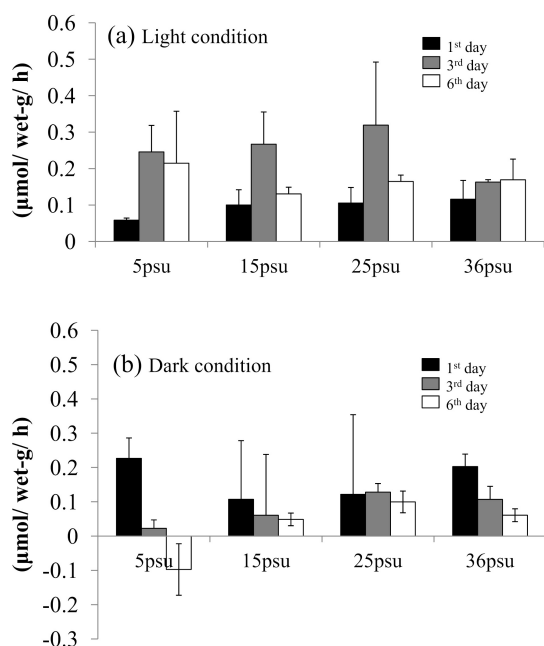 (a) Light condition
1st day
3rd day
6th day
(μmol/ wet-g/ h)
0.6
0.5
0.4
0.3
0.2
0.1
0
5psu 15psu 25psu 36psu
(b) Dark condition
1st day
3rd day
6th day
(μmol/ wet-g/ h)
0.6
0.5
0.4
0.3
0.2
0.1
0
-0.1
-0.2
-0.3
5psu 15psu 25psu 36psu